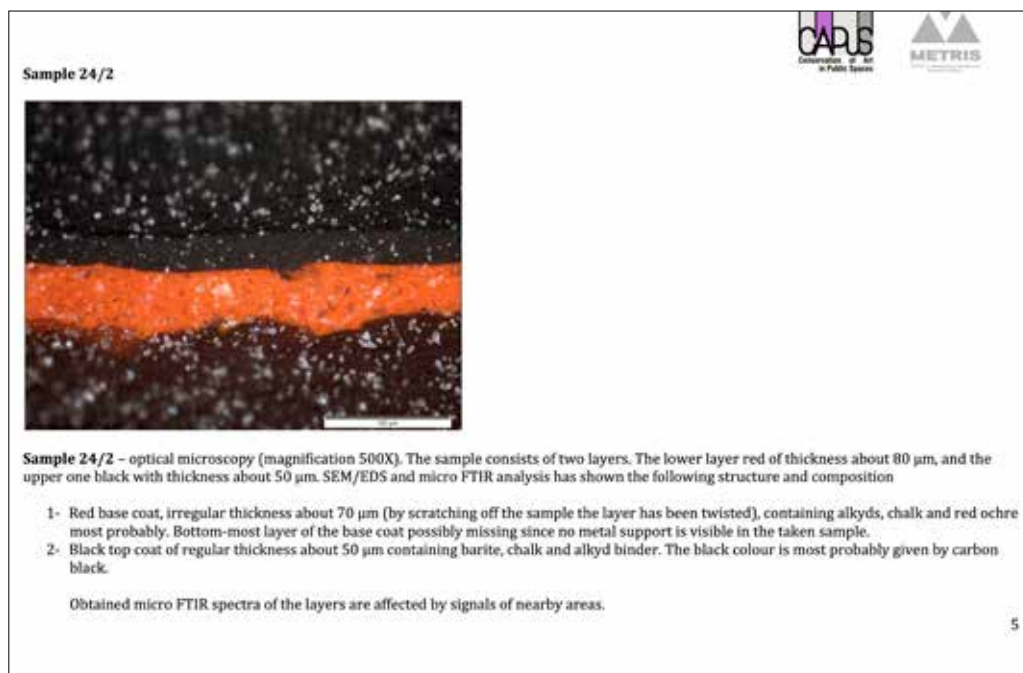 CAPUS
Conservation of Art
in Public Spaces
METRIS
Sample 24/2
Sample 24/2 – optical microscopy (magnification 500X). The sample consists of two layers. The lower layer red of thickness about 80 μm, and the
upper one black with thickness about 50 μm. SEM/EDS and micro FTIR analysis has shown the following structure and composition
1- Red base coat, irregular thickness about 70 μm (by scratching off the sample the layer has been twisted), containing alkyds, chalk and red ochre
most probably. Bottom-most layer of the base coat possibly missing since no metal support is visible in the taken sample.
2- Black top coat of regular thickness about 50 μm containing barite, chalk and alkyd binder. The black colour is most probably given by carbon
black.
Obtained micro FTIR spectra of the layers are affected by signals of nearby areas.
5